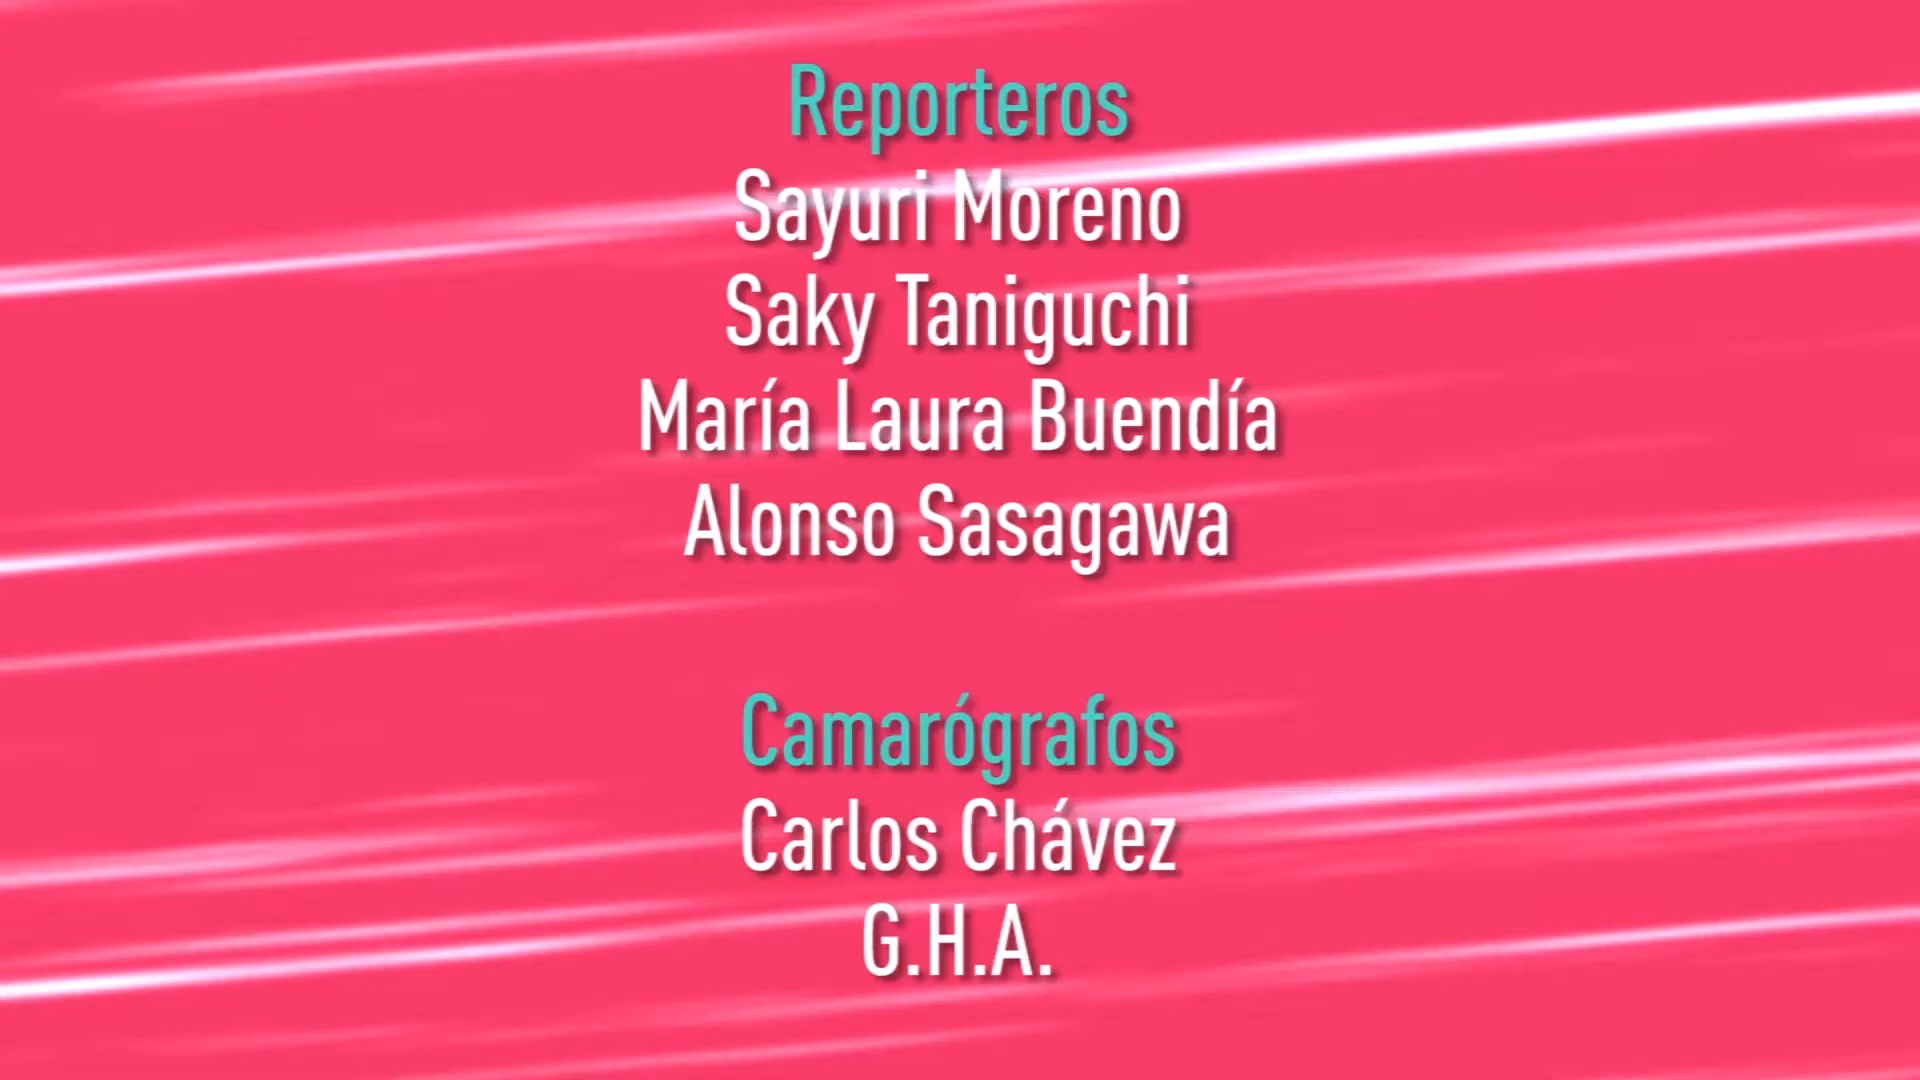 Reporteros
Sayuri Moreno
Saky Taniguchi
María Laura Buendía
Alonso Sasagawa
Camarógrafos
Carlos Chávez
G.H.A.